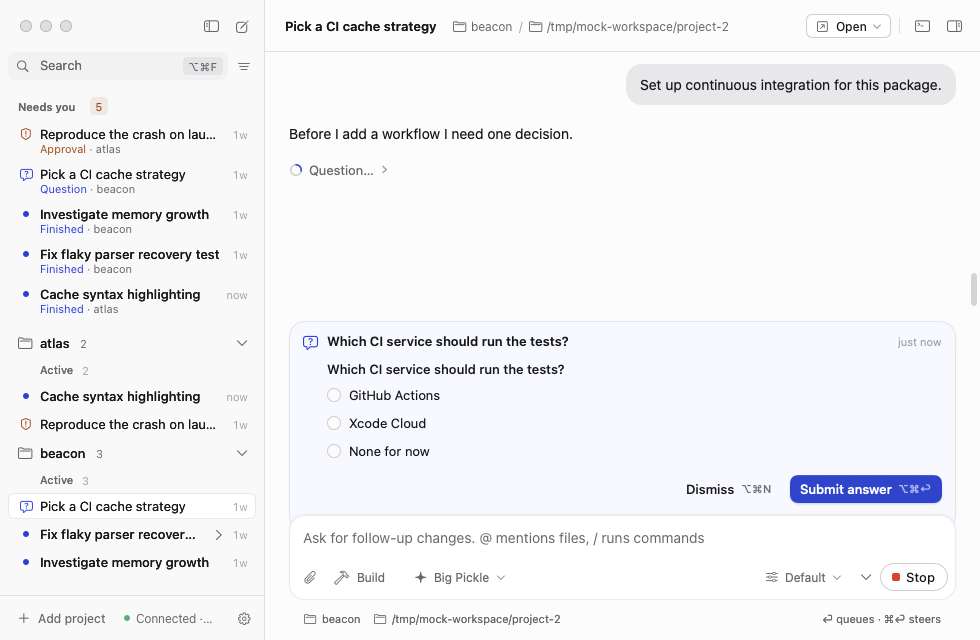 Search ⌥⌘F
Needs you 5
Reproduce the crash on lau... 1w
Approval · atlas
Pick a CI cache strategy 1w
Question · beacon
Investigate memory growth 1w
Finished · beacon
Fix flaky parser recovery test 1w
Finished · beacon
Cache syntax highlighting now
Finished · atlas
atlas 2
Active 2
Cache syntax highlighting now
Reproduce the crash on lau... 1w
beacon 3
Active 3
Pick a CI cache strategy 1w
Fix flaky parser recover... 1w
Investigate memory growth 1w
Add project Connected ·...
Pick a CI cache strategy beacon / /tmp/mock-workspace/project-2 Open
Set up continuous integration for this package.
Before I add a workflow I need one decision.
Question...
Which CI service should run the tests? just now
Which CI service should run the tests?
GitHub Actions
Xcode Cloud
None for now
Dismiss ⌥⌘N Submit answer ⌥⌘↩
Ask for follow-up changes. @ mentions files, / runs commands
Build Big Pickle Default Stop
beacon /tmp/mock-workspace/project-2 ↩ queues · ⌘↩ steers